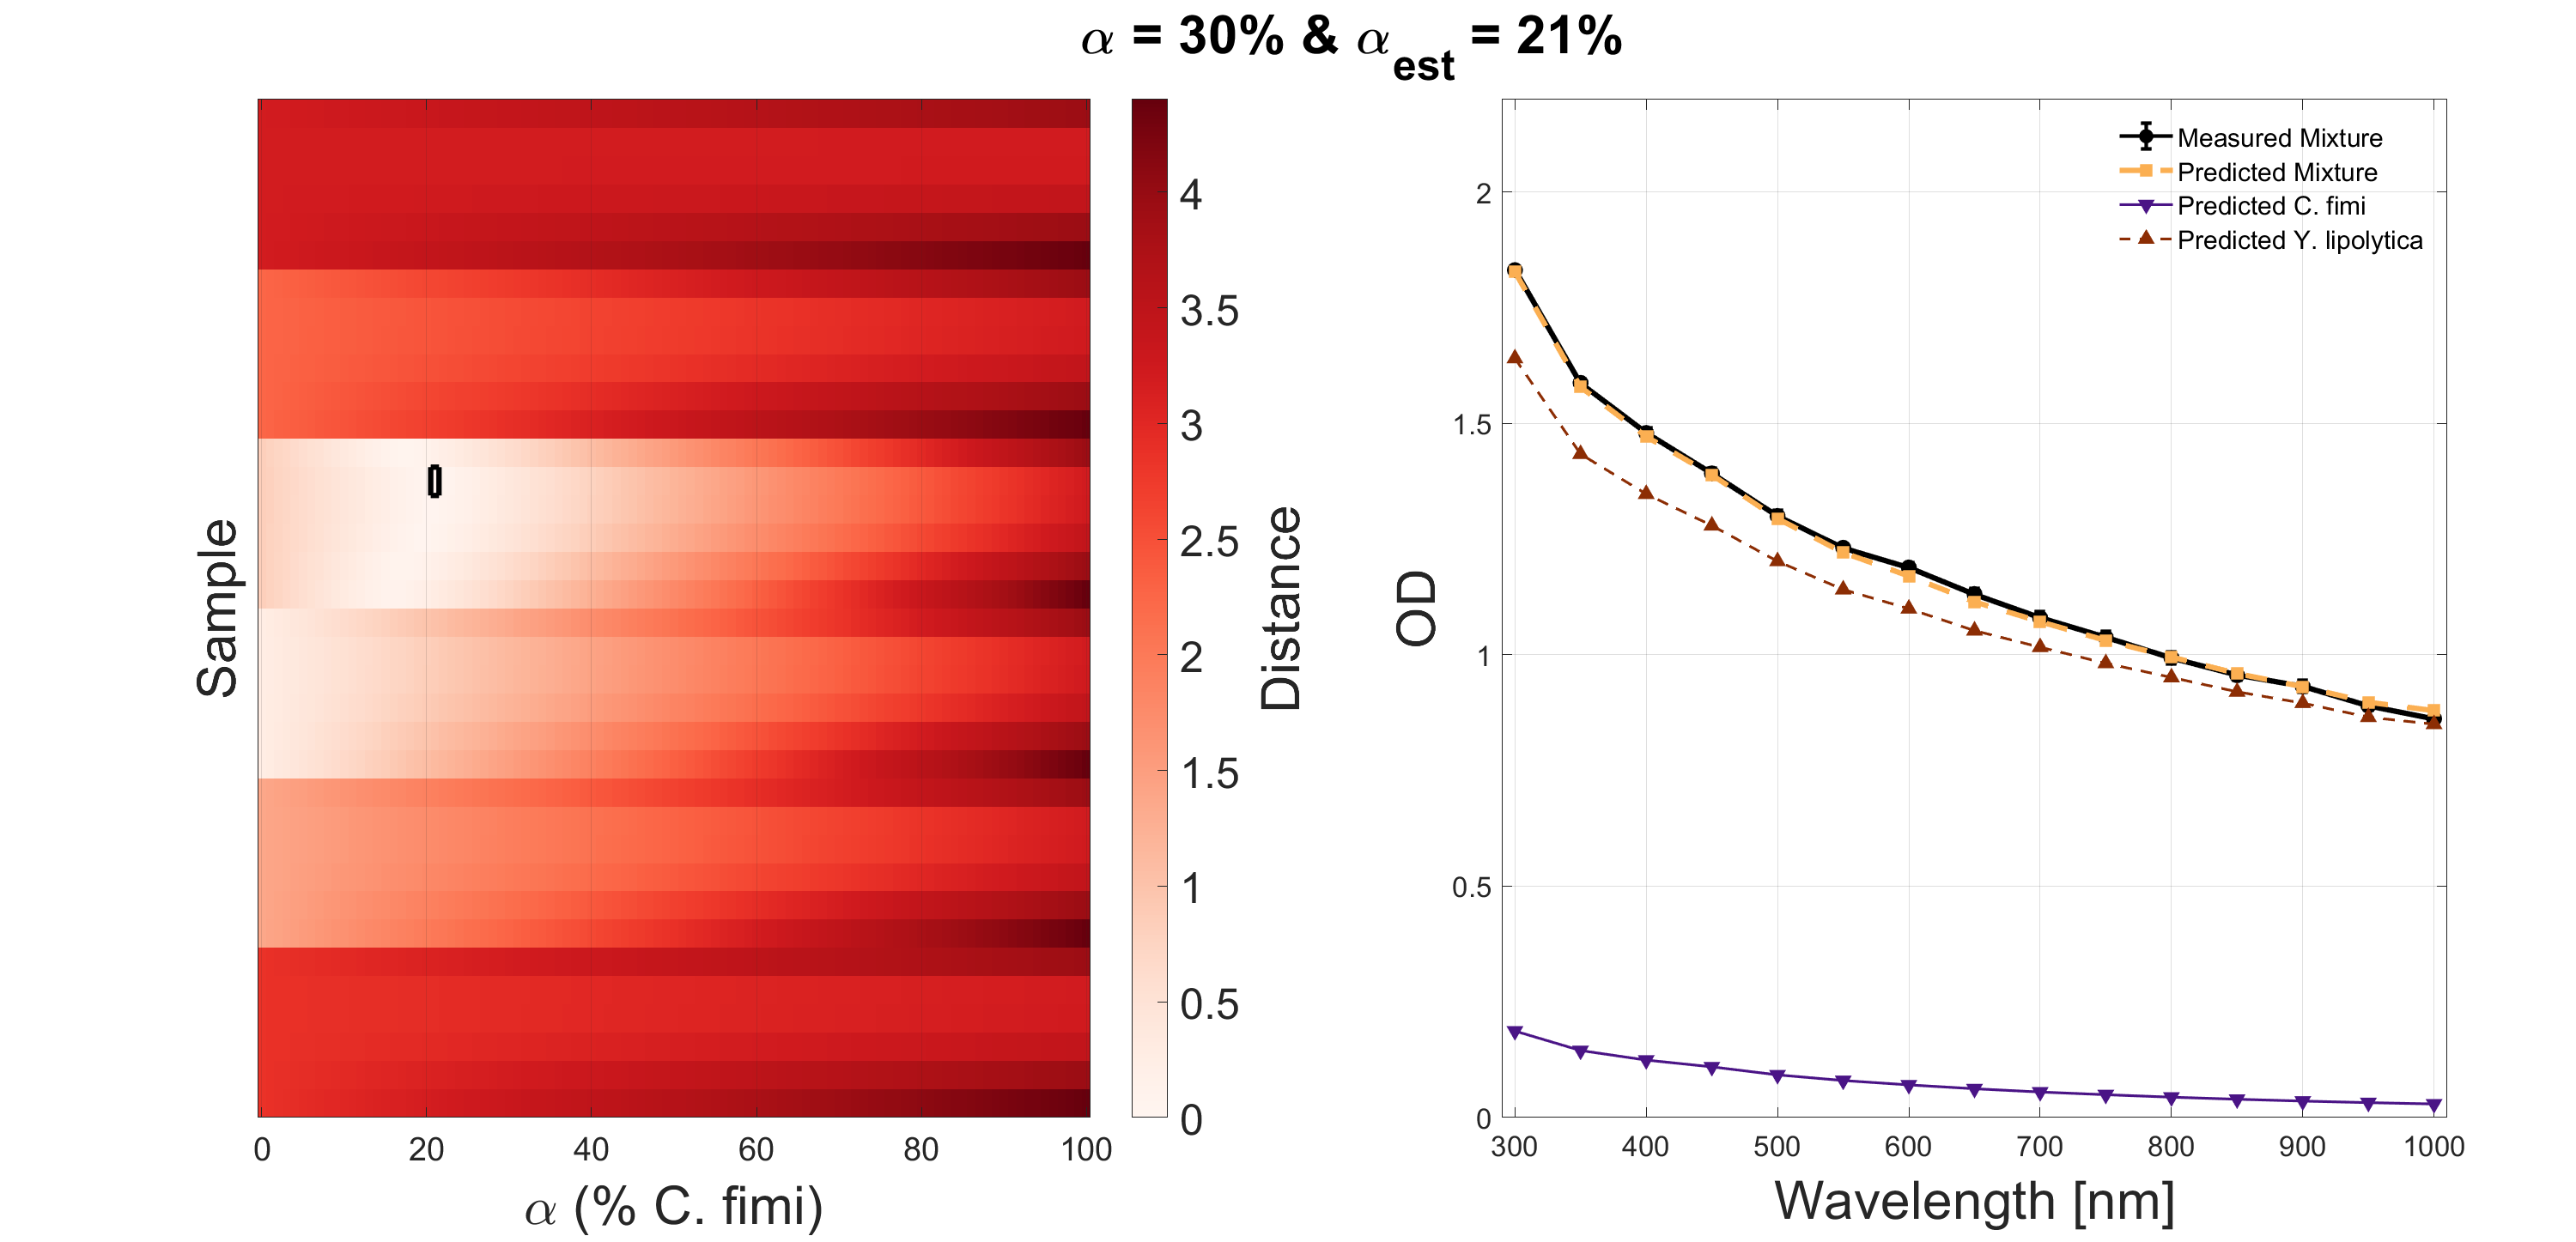 α = 30% & α_est = 21%
Sample
0
20
40
60
80
100
α (% C. fimi)
4
3.5
3
2.5
2
1.5
1
0.5
0
Distance
OD
2
1.5
1
0.5
0
300
400
500
600
700
800
900
1000
Wavelength [nm]
Measured Mixture
Predicted Mixture
Predicted C. fimi
Predicted Y. lipolytica